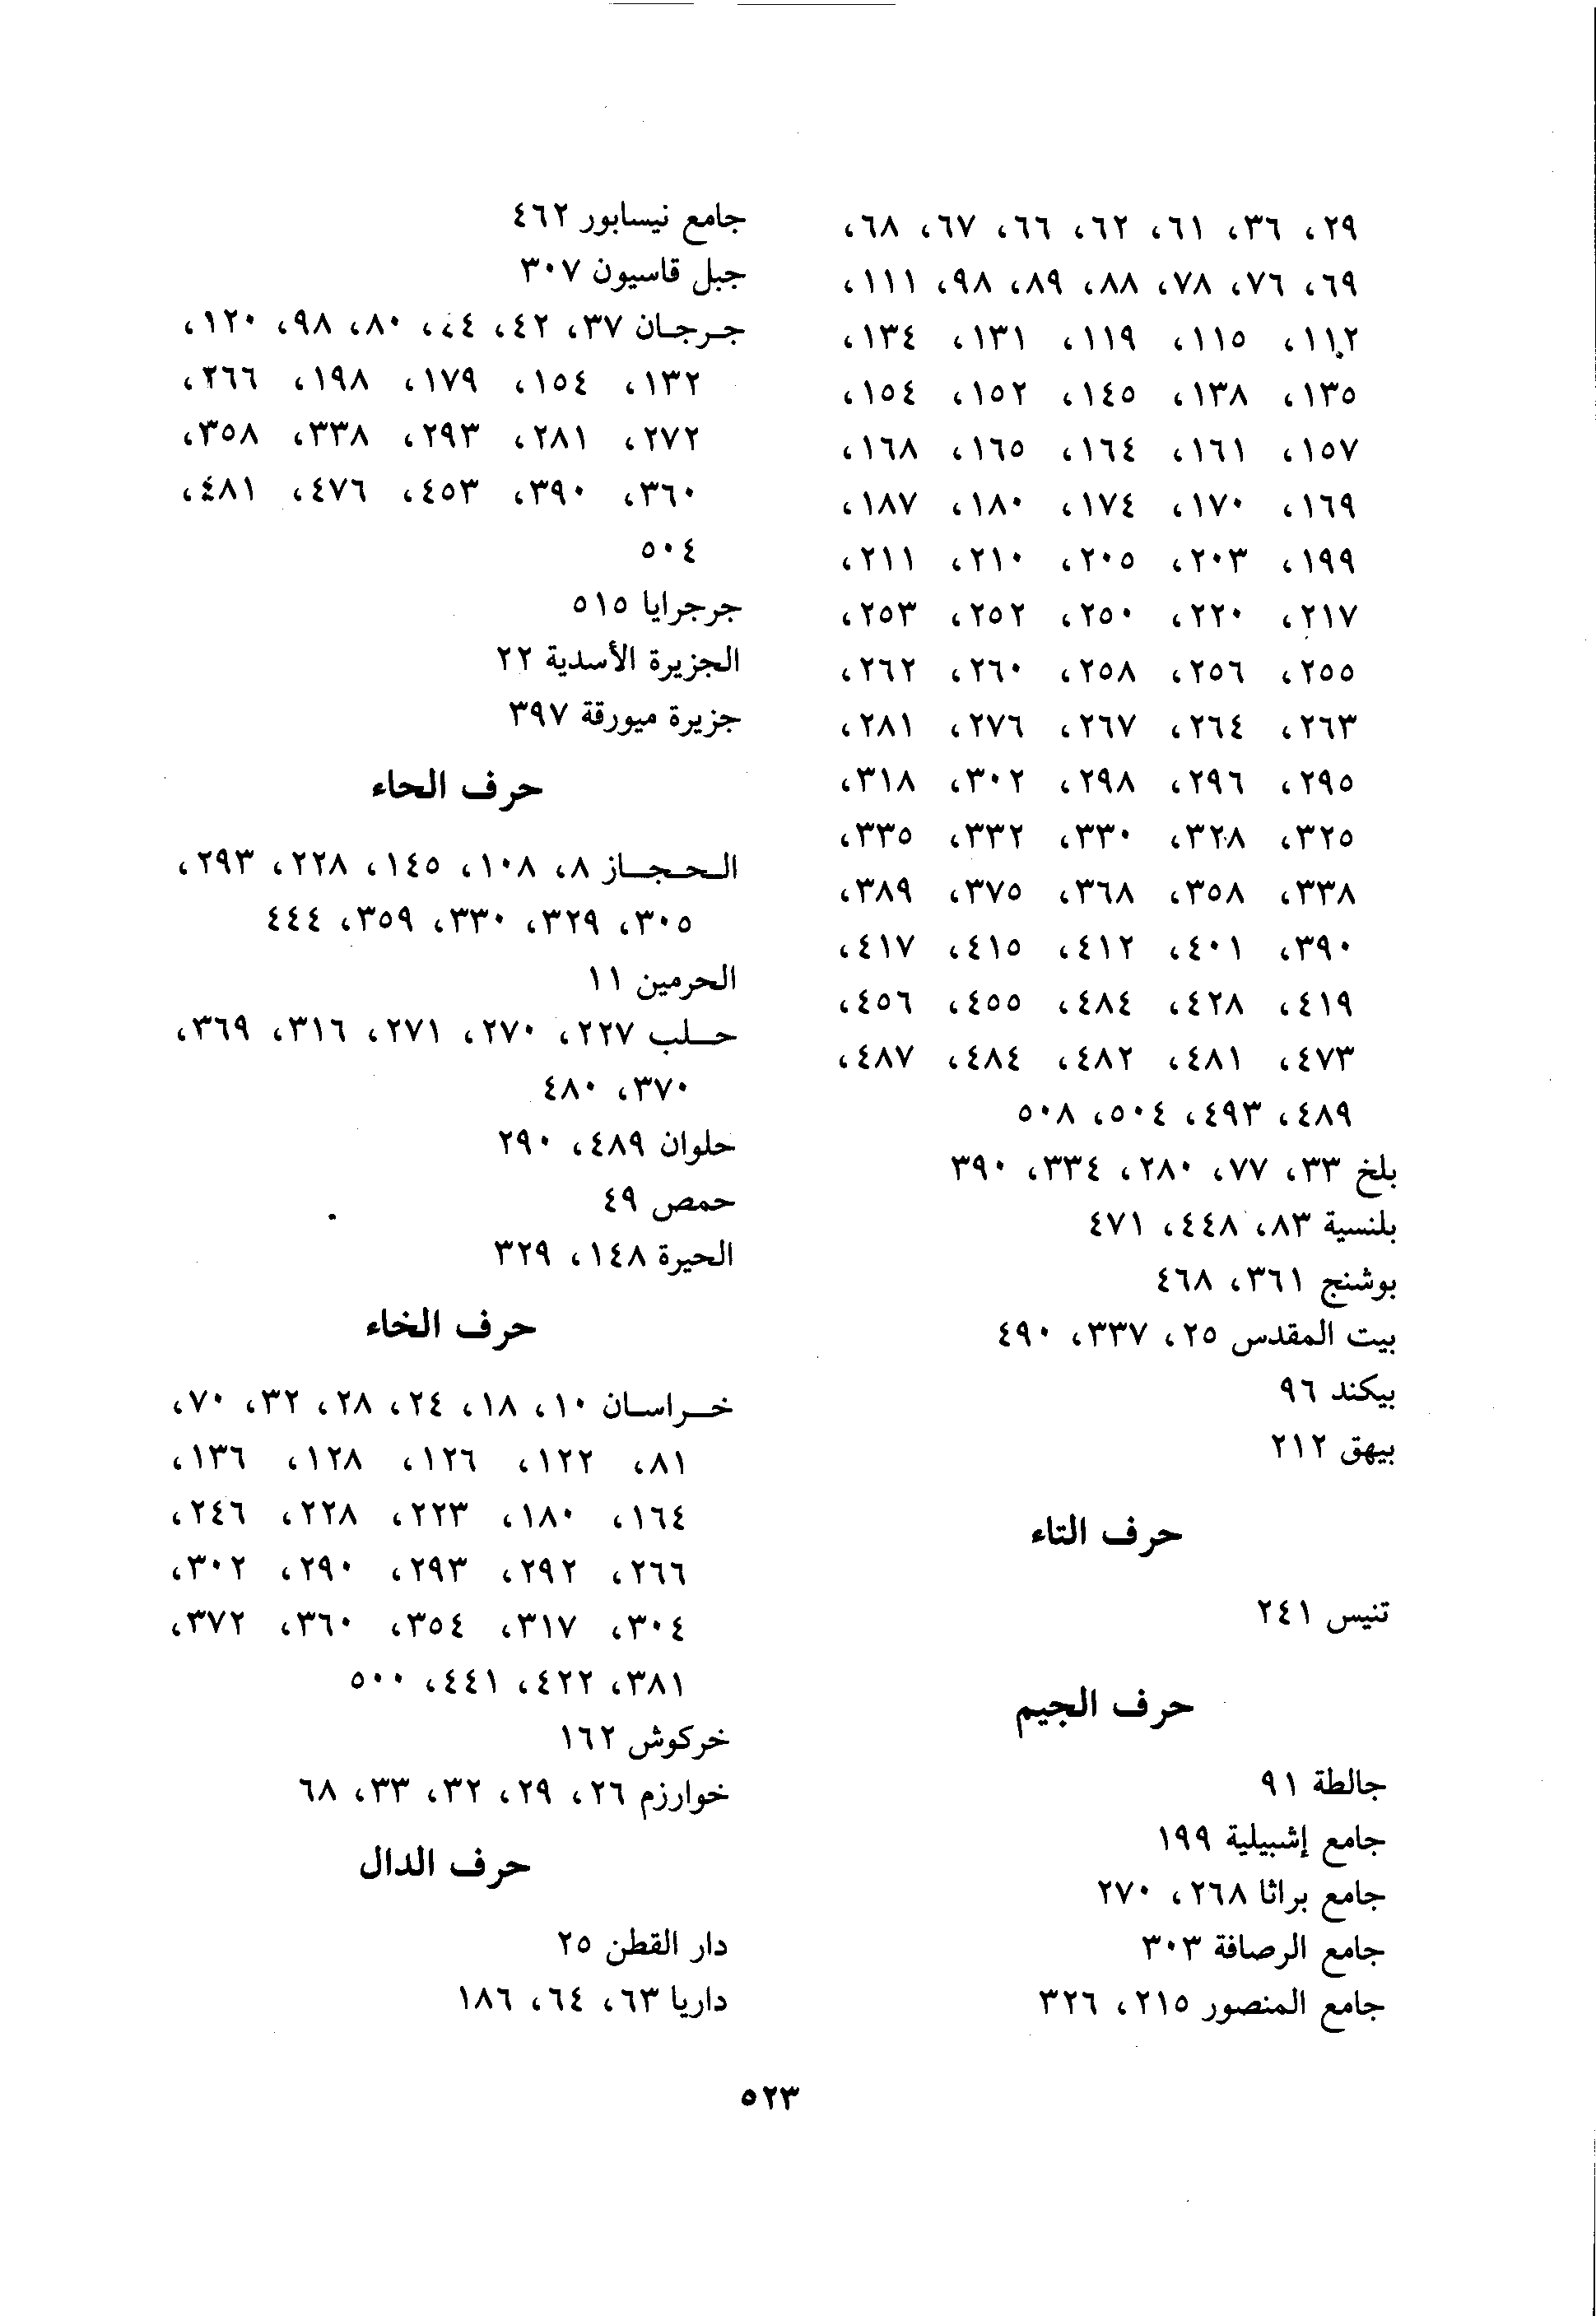 ٢٩، ٣٦، ٦١، ٦٢، ٦٦، ٦٧، ٦٨،
٦٩، ٧٦، ٧٨، ٨٨، ٨٩، ٩٨، ١١١،
١١٢، ١١٥، ١١٩، ١٣١، ١٣٤،
١٣٥، ١٣٨، ١٤٥، ١٥٢، ١٥٤،
١٥٧، ١٦١، ١٦٤، ١٦٥، ١٦٨،
١٦٩، ١٧٠، ١٧٤، ١٨٠، ١٨٧،
١٩٩، ٢٠٣، ٢٠٥، ٢١٠، ٢١١،
٢١٧، ٢٢٠، ٢٥٠، ٢٥٢، ٢٥٣،
٢٥٥، ٢٥٦، ٢٥٨، ٢٦٠، ٢٦٢،
٢٦٣، ٢٦٤، ٢٦٧، ٢٧٦، ٢٨١،
٢٩٥، ٢٩٦، ٢٩٨، ٣٠٢، ٣١٨،
٣٢٥، ٣٢٨، ٣٣٠، ٣٣٢، ٣٣٥،
٣٣٨، ٣٥٨، ٣٦٨، ٣٧٥، ٣٨٩،
٣٩٠، ٤٠١، ٤١٢، ٤١٥، ٤١٧،
٤١٩، ٤٢٨، ٤٨٤، ٤٥٥، ٤٥٦،
٤٧٣، ٤٨١، ٤٨٢، ٤٨٤، ٤٨٧،
٤٨٩، ٤٩٣، ٥٠٤، ٥٠٨
بلخ ٣٣، ٧٧، ٢٨٠، ٣٣٤، ٣٩٠
بلنسية ٨٣، ٤٤٨، ٤٧١
بوشنج ٣٦١، ٤٦٨
بيت المقدس ٢٥، ٣٣٧، ٤٩٠
بيكند ٩٦
بيهق ٢١٢
حرف التاء
تنيس ٢٤١
حرف الجيم
جالطة ٩١
جامع إشبيلية ١٩٩
جامع براثا ٢٦٨، ٢٧٠
جامع الرصافة ٣٠٣
جامع المنصور ٢١٥، ٣٢٦
جامع نيسابور ٤٦٢
جبل قاسيون ٣٠٧
جرجان ٣٧، ٤٢، ٤٤، ٨٠، ٩٨، ١٢٠،
١٣٢، ١٥٤، ١٧٩، ١٩٨، ٢٦٦،
٢٧٢، ٢٨١، ٢٩٣، ٣٣٨، ٣٥٨،
٣٦٠، ٣٩٠، ٤٥٣، ٤٧٦، ٤٨١،
٥٠٤
جرجرايا ٥١٥
الجزيرة الأسدية ٢٢
جزيرة ميورقة ٣٩٧
حرف الحاء
الحجاز ٨، ١٠٨، ١٤٥، ٢٢٨، ٢٩٣،
٣٠٥، ٣٢٩، ٣٣٠، ٣٥٩، ٤٤٤
الحرمين ١١
حلب ٢٢٧، ٢٧٠، ٢٧١، ٣١٦، ٣٦٩،
٣٧٠، ٤٨٠
حلوان ٤٨٩، ٢٩٠
حمص ٤٩
الحيرة ١٤٨، ٣٢٩
حرف الخاء
خراسان ١٠، ١٨، ٢٤، ٢٨، ٣٢، ٧٠،
٨١، ١٢٢، ١٢٦، ١٢٨، ١٣٦،
١٦٤، ١٨٠، ٢٢٣، ٢٢٨، ٢٤٦،
٢٦٦، ٢٩٢، ٢٩٣، ٢٩٠، ٣٠٢،
٣٠٤، ٣١٧، ٣٥٤، ٣٦٠، ٣٧٢،
٣٨١، ٤٢٢، ٤٤١، ٥٠٠
خركوش ١٦٢
خوارزم ٢٦، ٢٩، ٣٢، ٣٣، ٦٨
حرف الدال
دار القطن ٢٥
داريا ٦٣، ٦٤، ١٨٦
٥٢٣